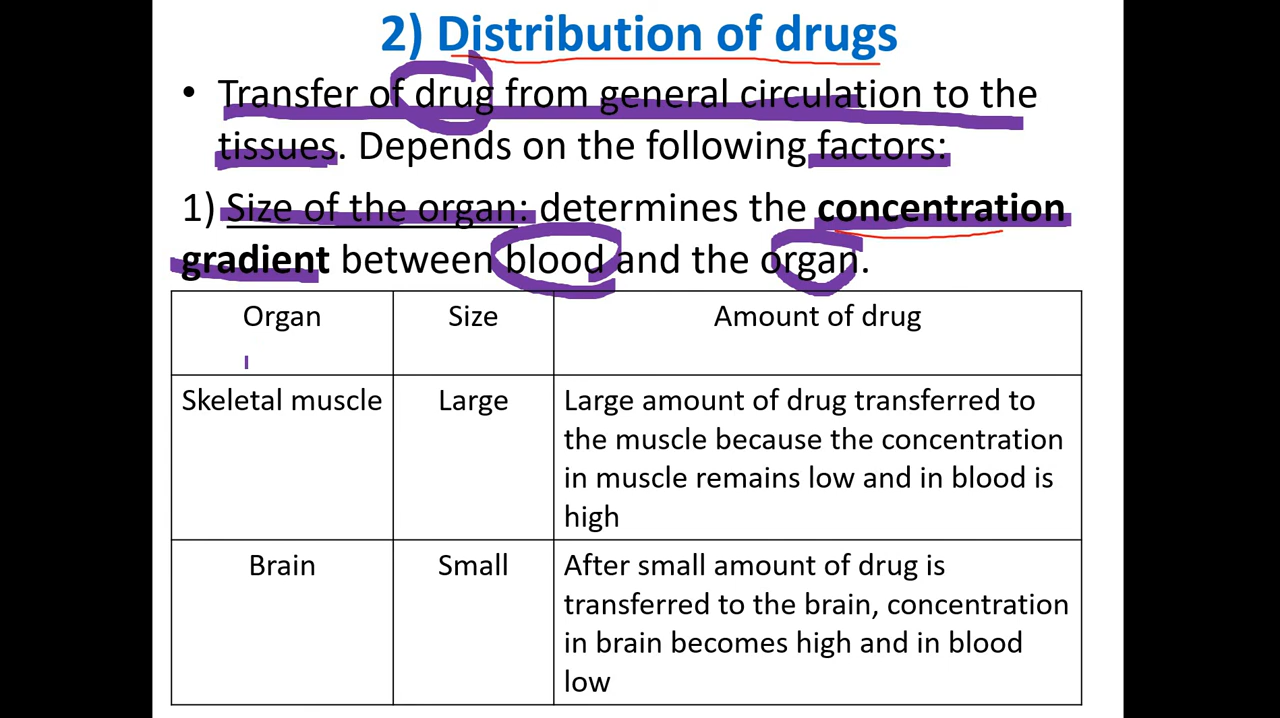 2) Distribution of drugs
• Transfer of drug from general circulation to the
tissues. Depends on the following factors:
1) Size of the organ: determines the concentration
gradient between blood and the organ.
Organ Size Amount of drug
Skeletal muscle Large Large amount of drug transferred to
the muscle because the concentration
in muscle remains low and in blood is
high
Brain Small After small amount of drug is
transferred to the brain, concentration
in brain becomes high and in blood
low